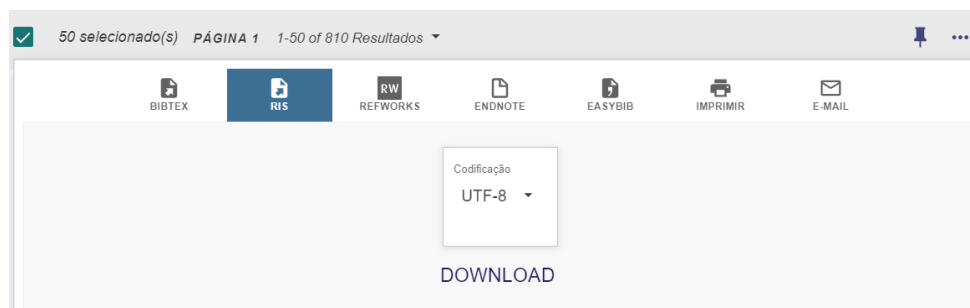 50 selecionado(s) PÁGINA 1 1-50 of 810 Resultados
BIBTEX RIS RW REFWORKS ENDNOTE EASYBIB IMPRIMIR E-MAIL
Codificação
UTF-8
DOWNLOAD